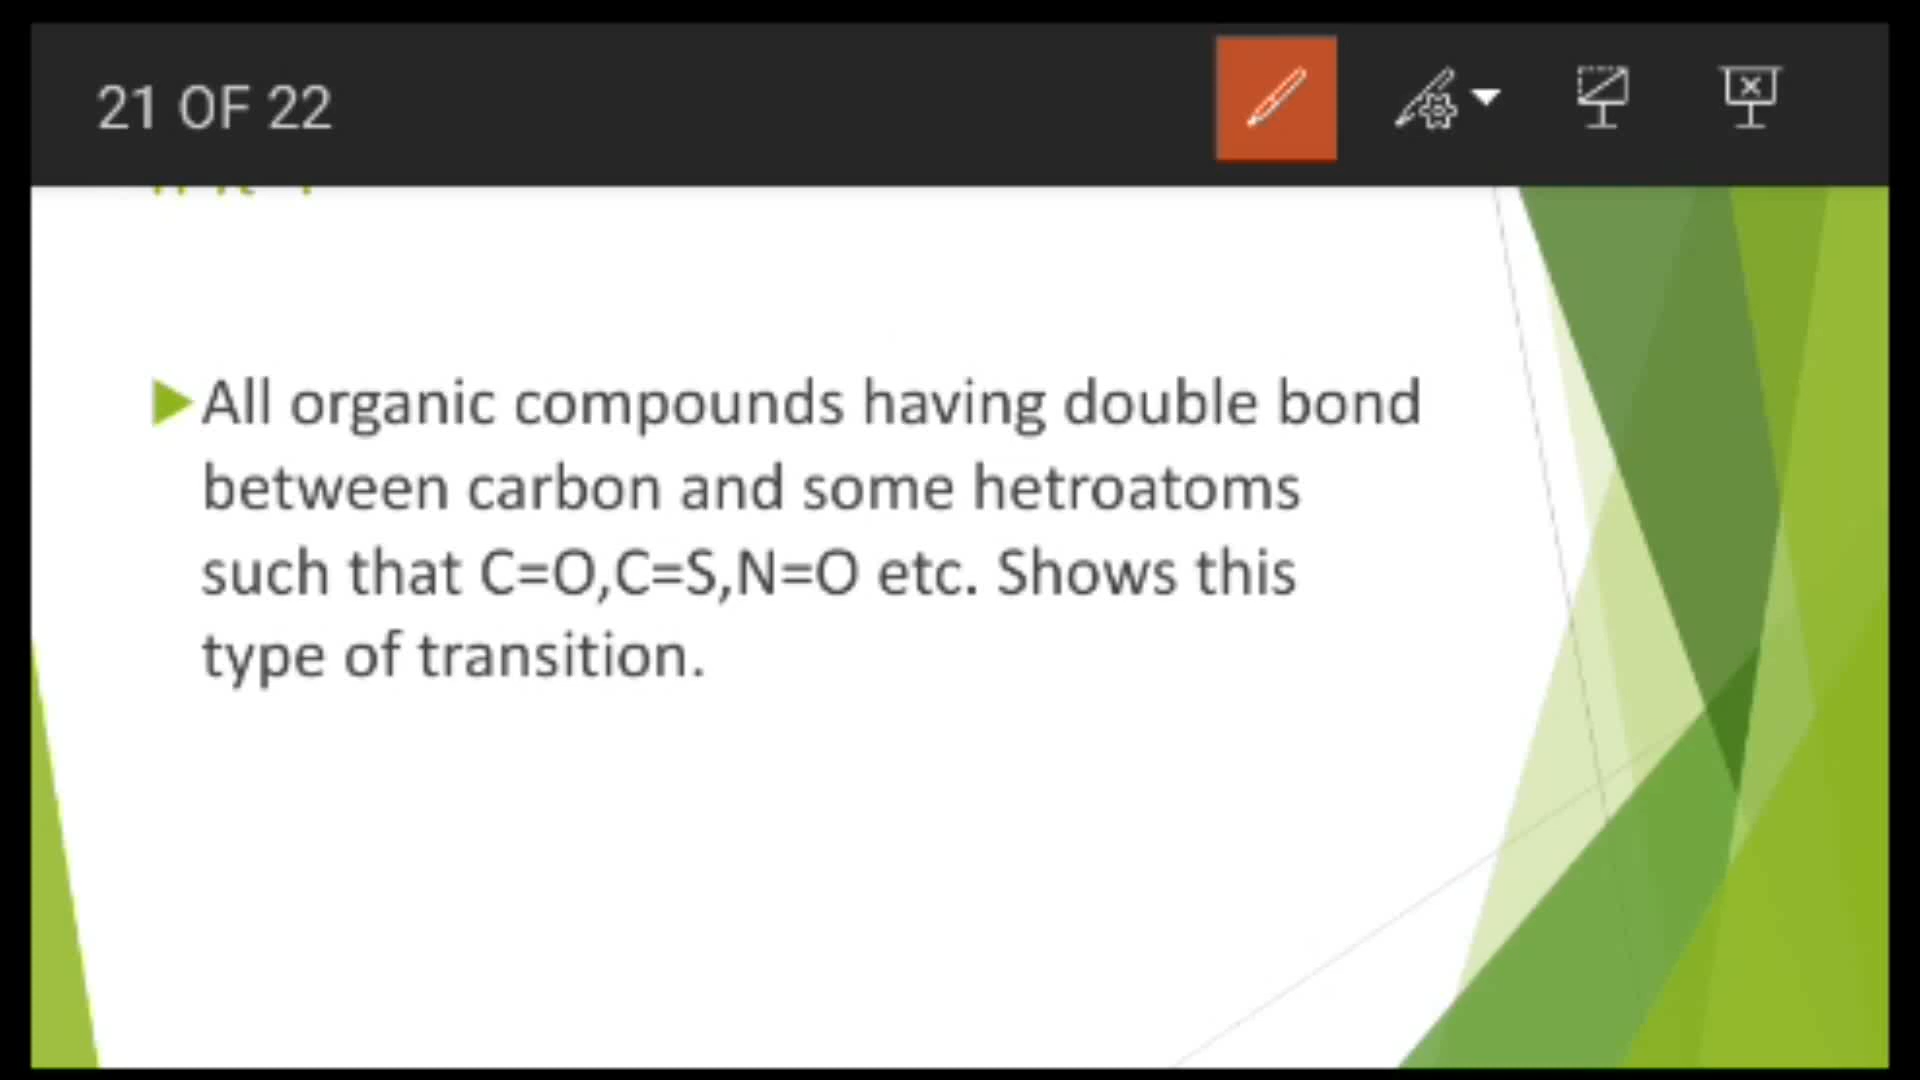 21 OF 22
All organic compounds having double bond
between carbon and some hetroatoms
such that C=O,C=S,N=O etc. Shows this
type of transition.